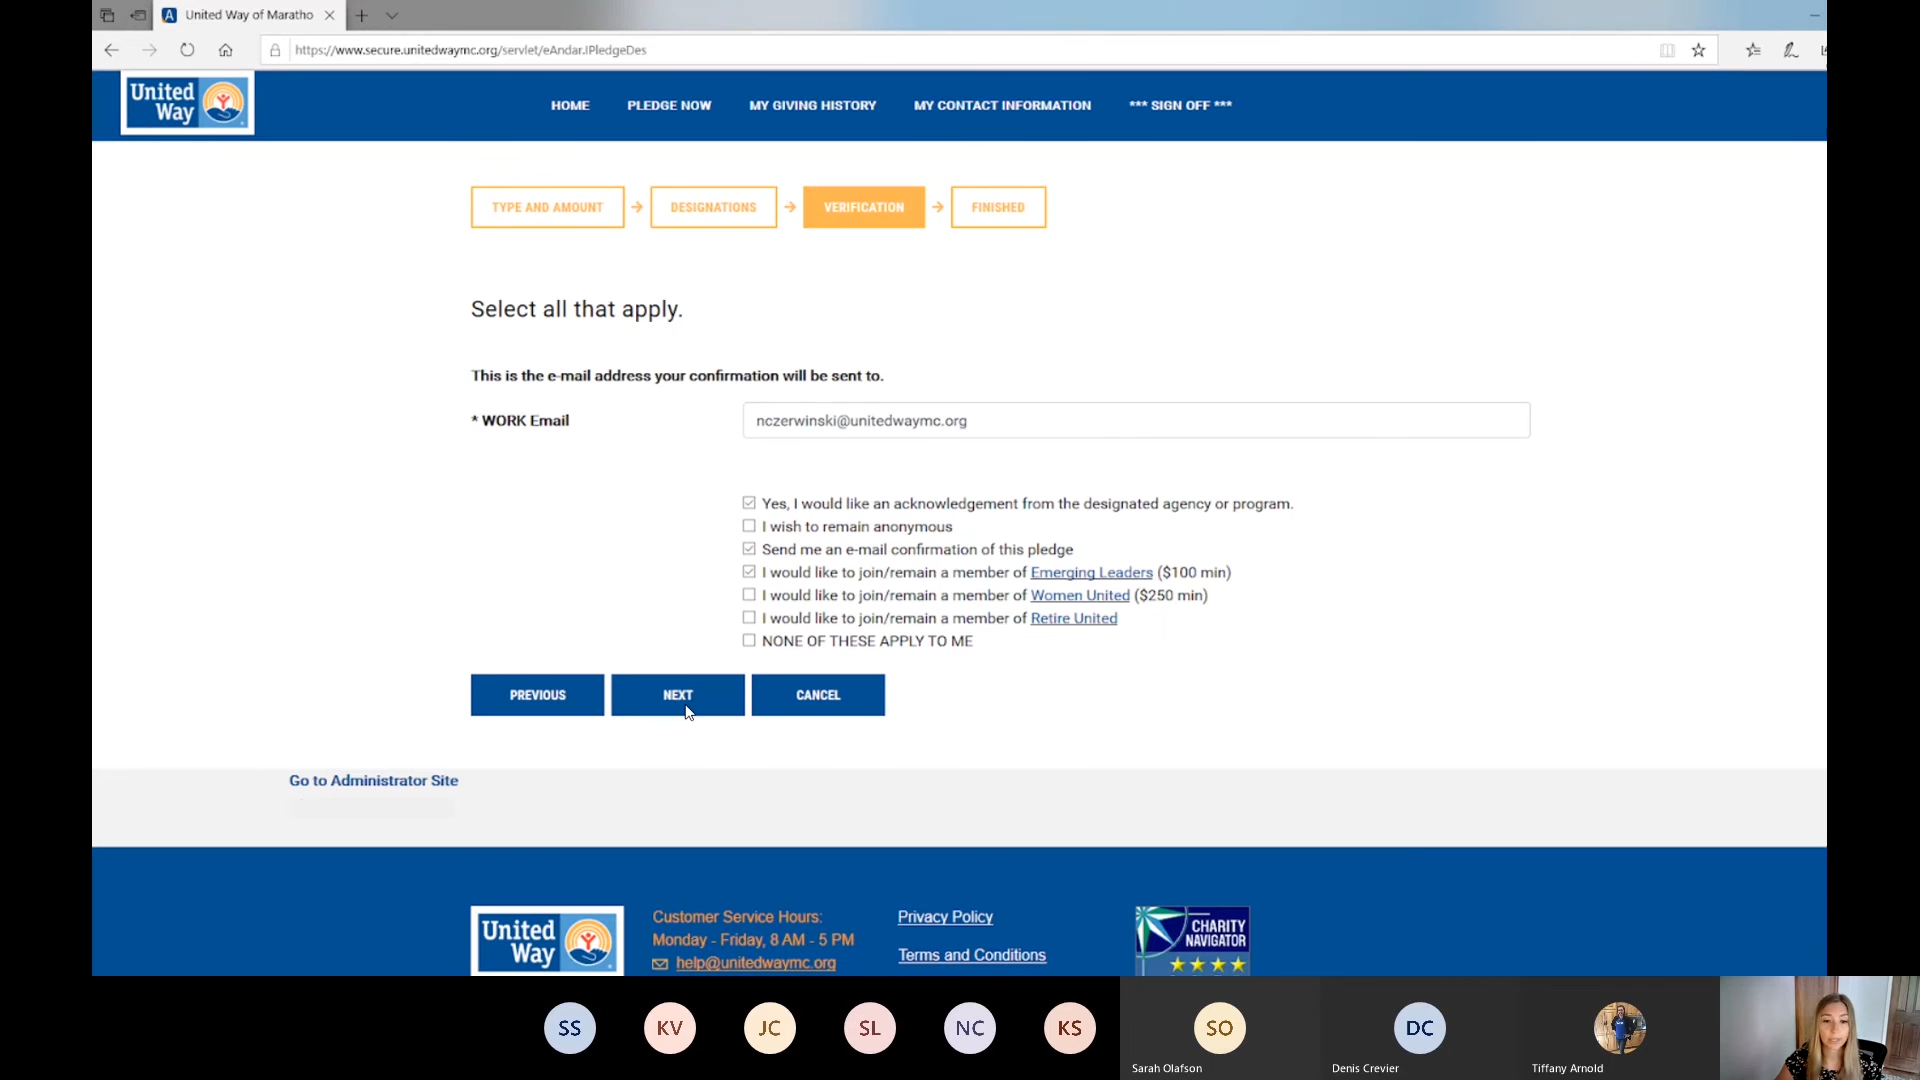 United Way of Maratho
https://www.secure.unitedwaymc.org/servlet/eAndar.IPledgeDes
United
Way
HOME
PLEDGE NOW
MY GIVING HISTORY
MY CONTACT INFORMATION
*** SIGN OFF ***
TYPE AND AMOUNT
DESIGNATIONS
VERIFICATION
FINISHED
Select all that apply.
This is the e-mail address your confirmation will be sent to.
* WORK Email
nczerwinski@unitedwaymc.org
Yes, I would like an acknowledgement from the designated agency or program.
I wish to remain anonymous
Send me an e-mail confirmation of this pledge
I would like to join/remain a member of Emerging Leaders ($100 min)
I would like to join/remain a member of Women United ($250 min)
I would like to join/remain a member of Retire United
NONE OF THESE APPLY TO ME
PREVIOUS
NEXT
CANCEL
Go to Administrator Site
United
Way
Customer Service Hours:
Monday - Friday, 8 AM - 5 PM
help@unitedwaymc.org
Privacy Policy
Terms and Conditions
CHARITY
NAVIGATOR
SS
KV
JC
SL
NC
KS
SO
DC
Sarah Olafson
Denis Crevier
Tiffany Arnold